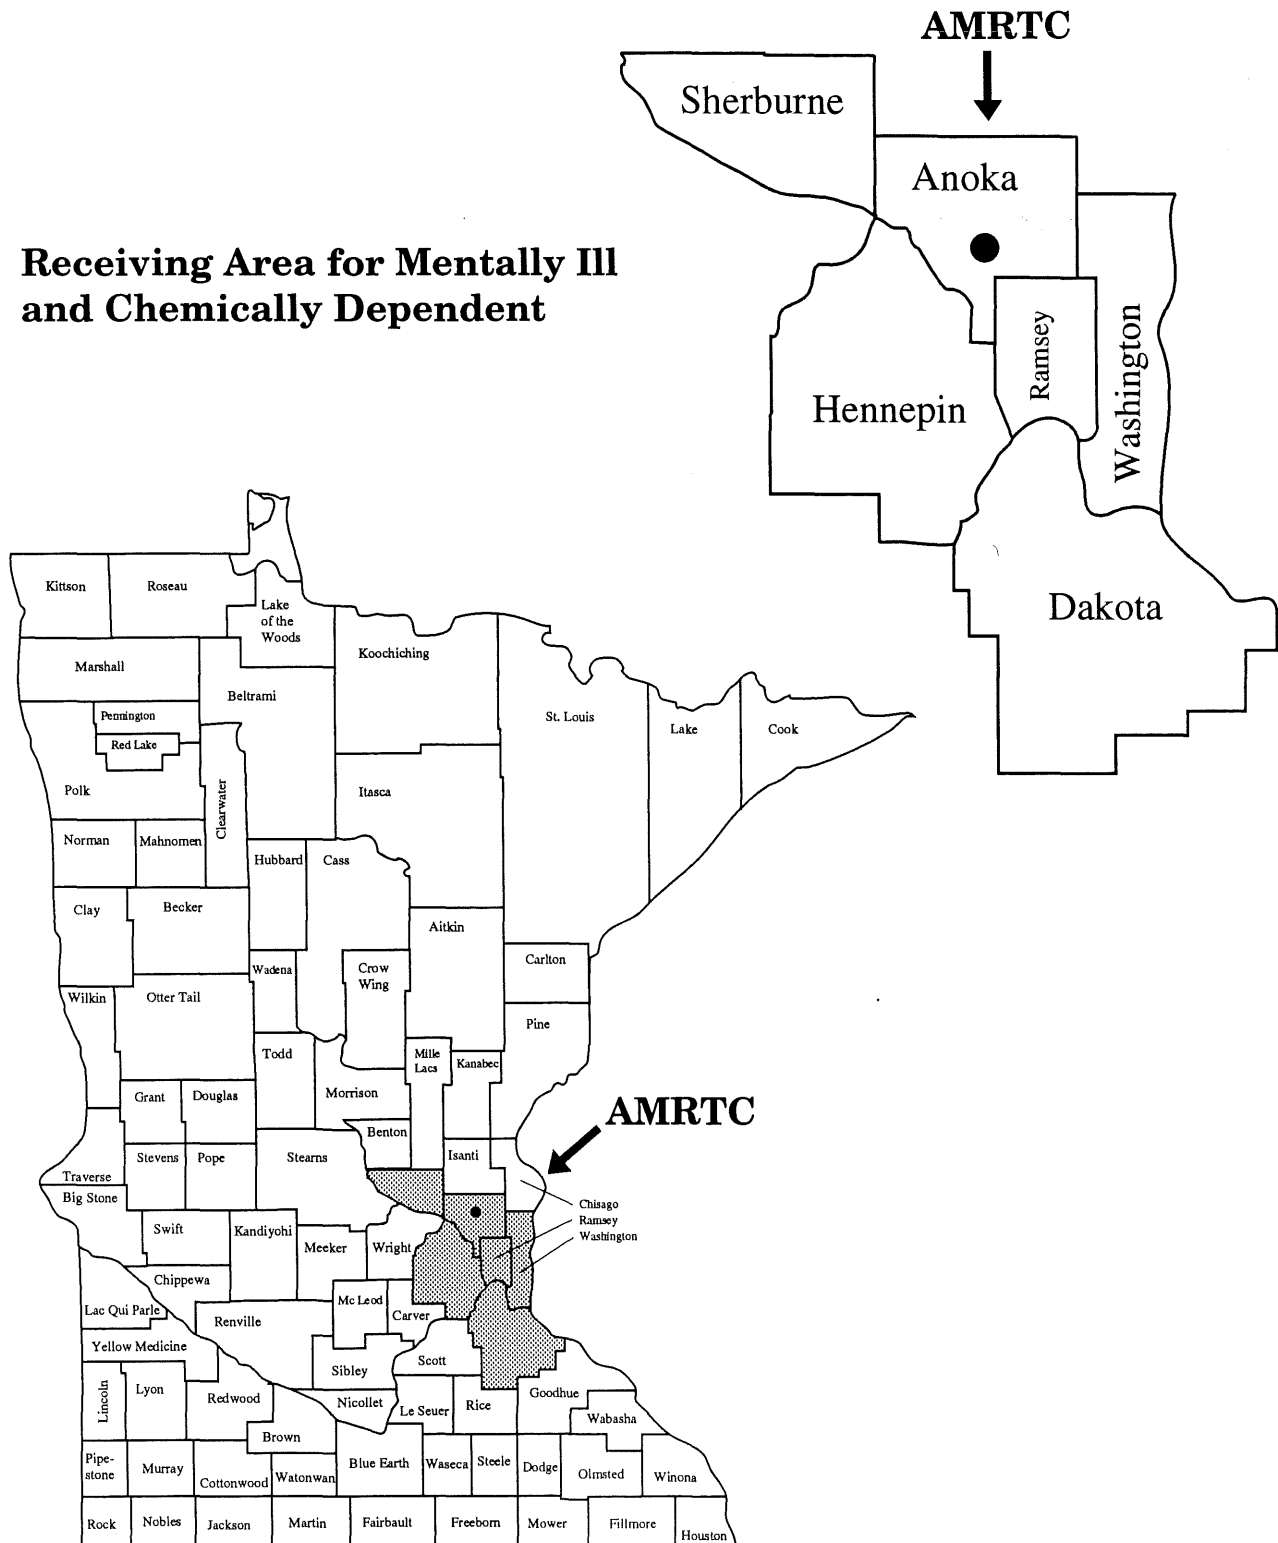 AMRTC
Sherburne
Anoka
Receiving Area for Mentally Ill
and Chemically Dependent
Ramsey
Washington
Hennepin
Dakota
Kittson
Roseau
Lake
of the
Woods
Marshall
Koochiching
Beltrami
Pennington
Red Lake
St. Louis
Lake
Cook
Polk
Clearwater
Itasca
Norman
Mahnomen
Hubbard
Cass
Clay
Becker
Aitkin
Wadena
Crow
Wing
Carlton
Wilkin
Otter Tail
Pine
Todd
Mille
Lacs
Kanabec
Grant
Douglas
Morrison
AMRTC
Benton
Stevens
Pope
Stearns
Isanti
Traverse
Big Stone
Chisago
Ramsey
Washington
Swift
Kandiyohi
Meeker
Wright
Chippewa
Lac Qui Parle
Renville
Mc Leod
Carver
Yellow Medicine
Sibley
Scott
Lincoln
Lyon
Redwood
Nicollet
Le Seuer
Rice
Goodhue
Wabasha
Brown
Pipe-
stone
Murray
Cottonwood
Watonwan
Blue Earth
Waseca
Steele
Dodge
Olmsted
Winona
Rock
Nobles
Jackson
Martin
Fairbault
Freeborn
Mower
Fillmore
Houston